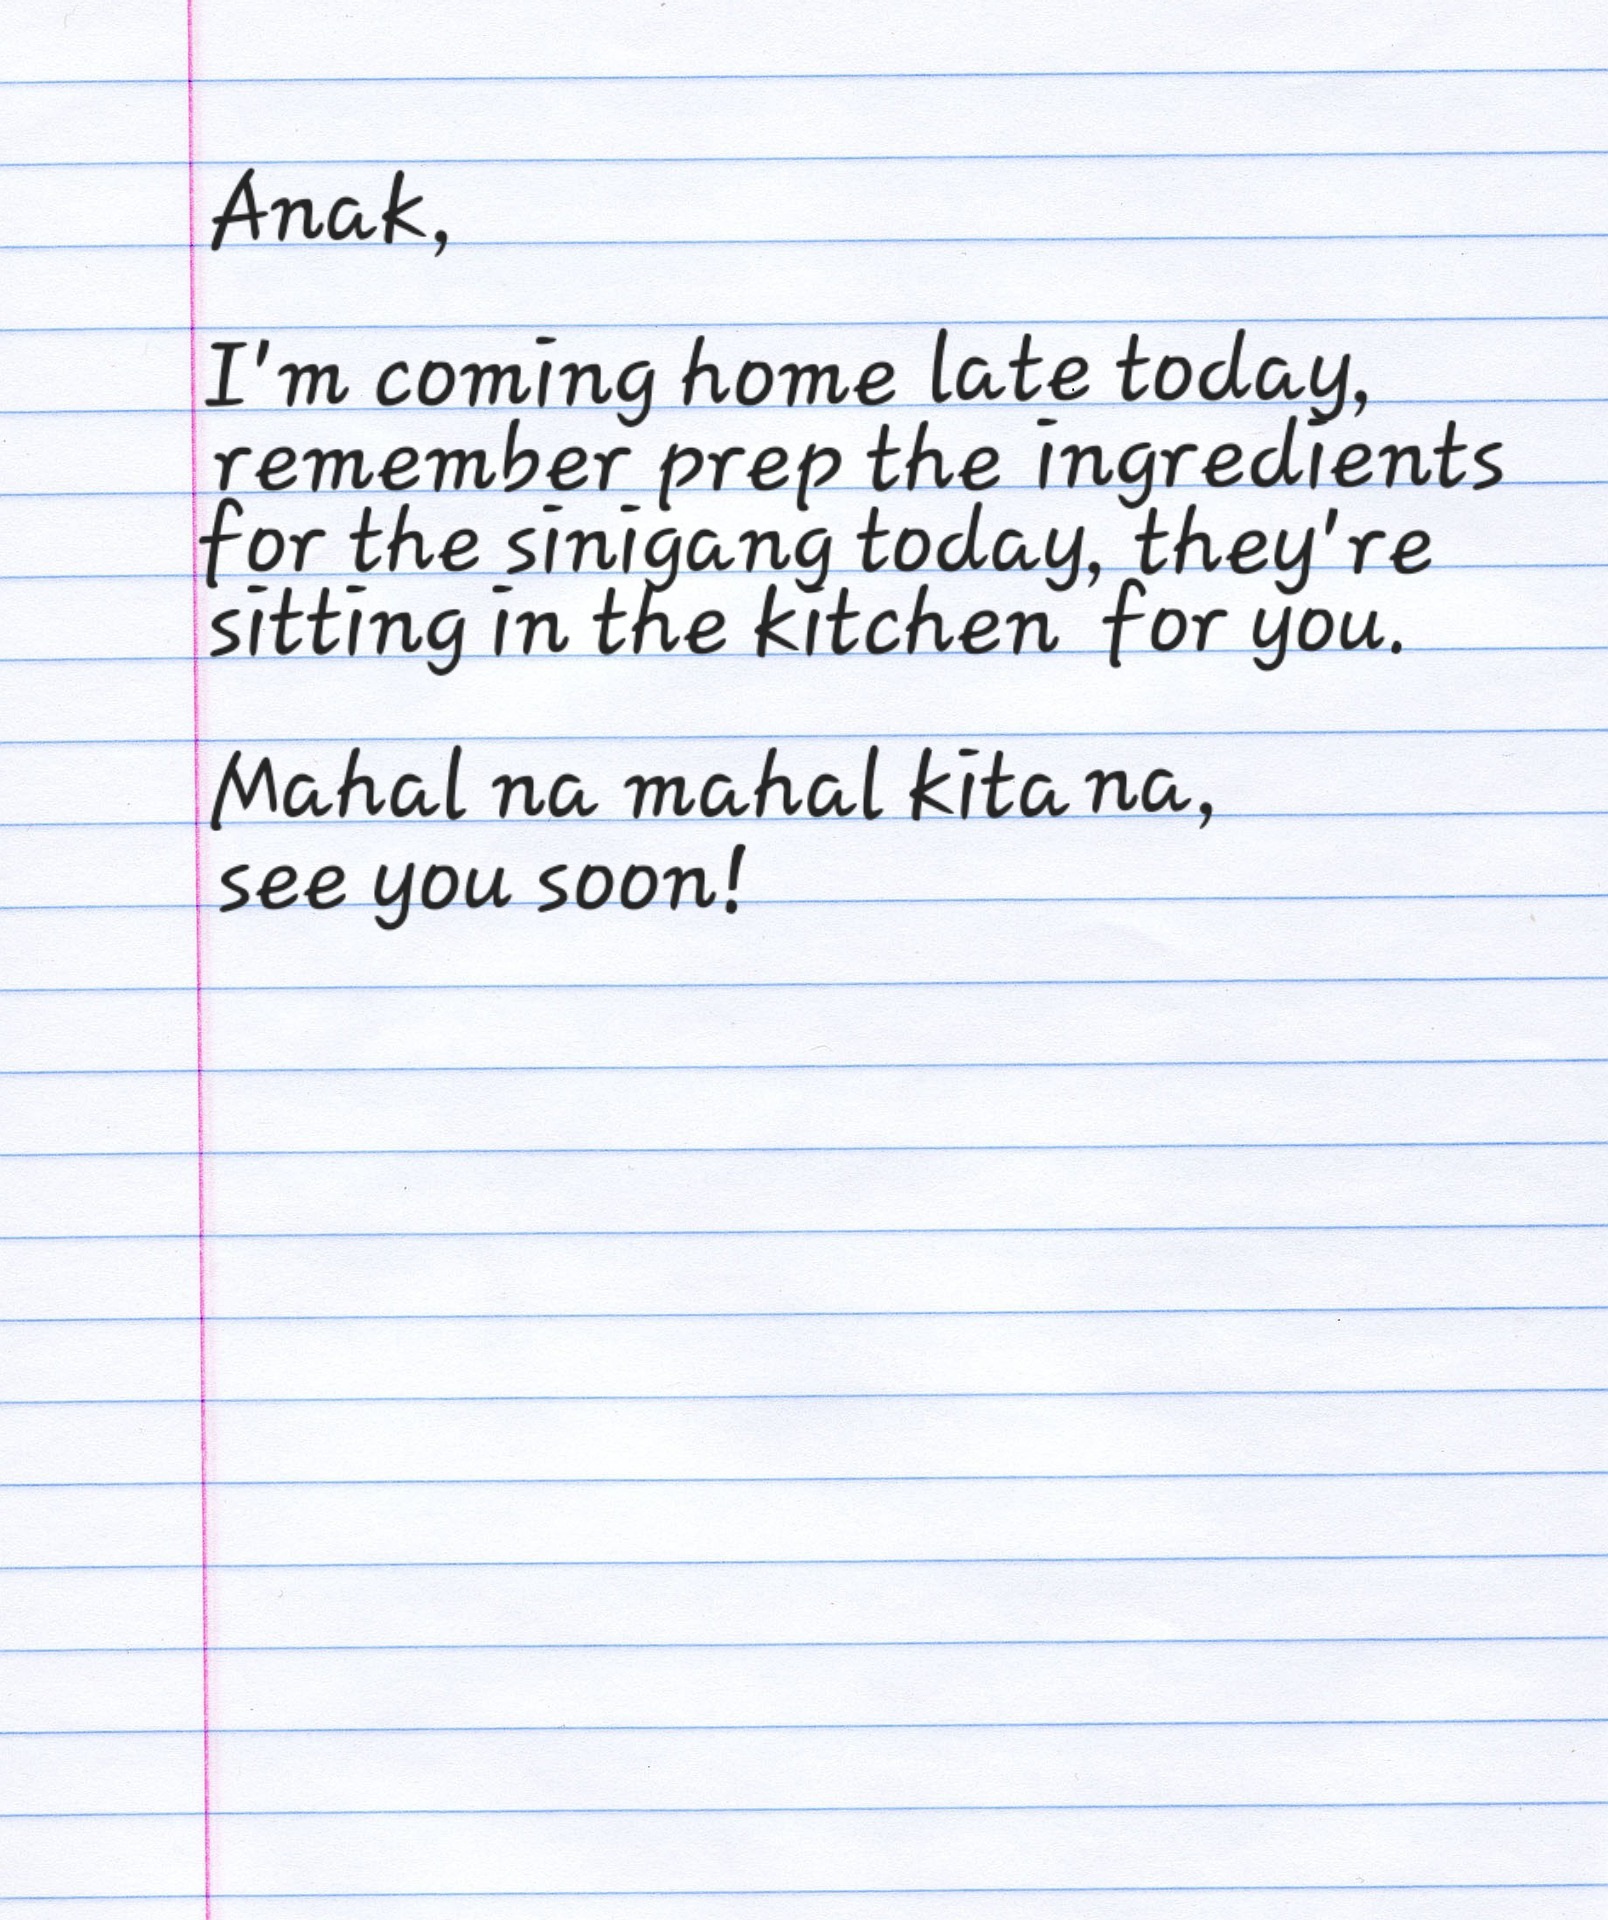 Anak,
I'm coming home late today,
remember prep the ingredients
for the sinigang today, they're
sitting in the kitchen for you.
Mahal na mahal kita na,
see you soon!